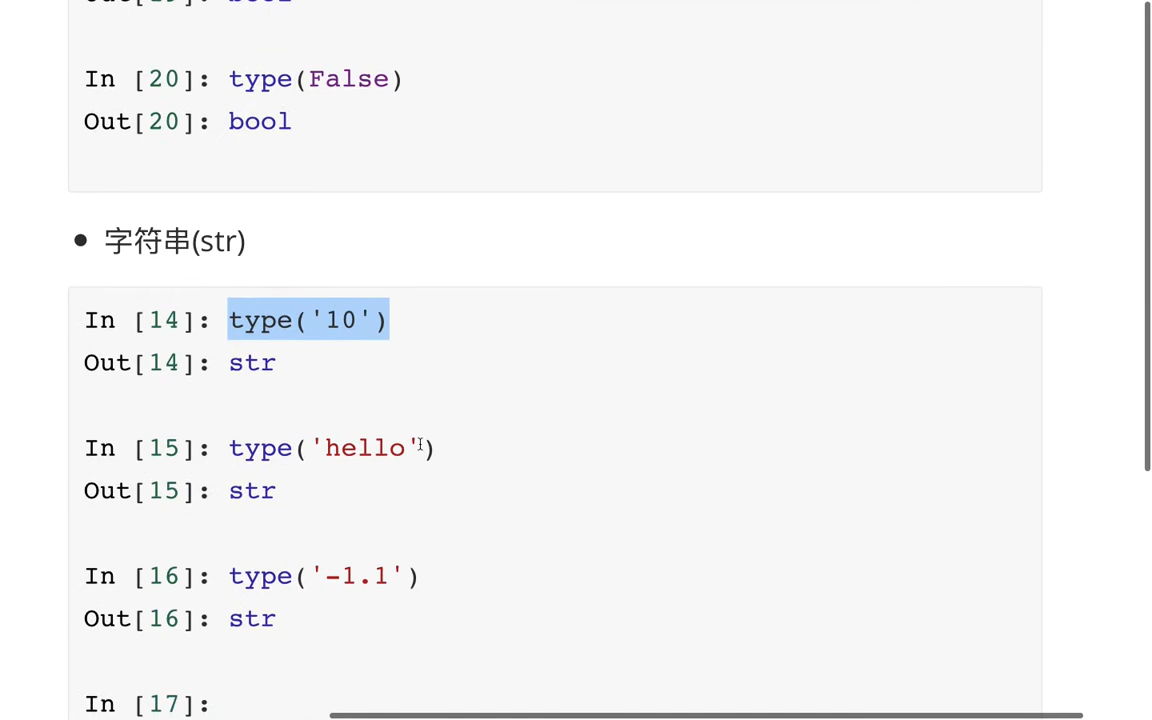 In [20]: type(False)
Out[20]: bool
● 字符串(str)
In [14]: type('10')
Out[14]: str
In [15]: type('hello')
Out[15]: str
In [16]: type('-1.1')
Out[16]: str
In [17]: